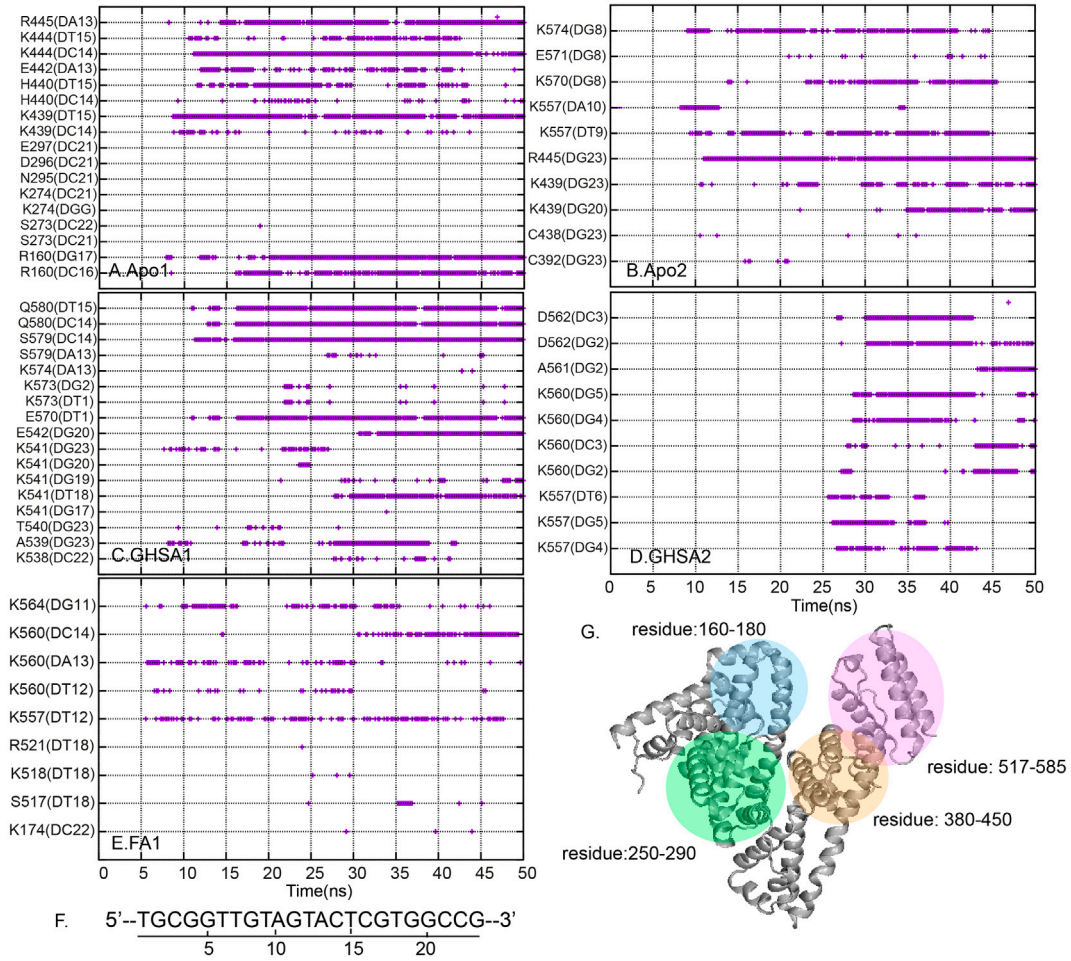 R445(DA13)
K444(DT15)
K444(DC14)
E442(DA13)
H440(DT15)
H440(DC14)
K439(DT15)
K439(DC14)
E297(DC21)
D296(DC21)
N295(DC21)
K274(DC21)
K274(DGG)
S273(DC22)
S273(DC21)
R160(DG17)
R160(DC16)
A.Apo1
K574(DG8)
E571(DG8)
K570(DG8)
K557(DA10)
K557(DT9)
R445(DG23)
K439(DG23)
K439(DG20)
C438(DG23)
C392(DG23)
B.Apo2
Q580(DT15)
Q580(DC14)
S579(DC14)
S579(DA13)
K574(DA13)
K573(DG2)
K573(DT1)
E570(DT1)
E542(DG20)
K541(DG23)
K541(DG20)
K541(DG19)
K541(DT18)
K541(DG17)
T540(DG23)
A539(DG23)
K538(DC22)
C.GHSA1
D562(DC3)
D562(DG2)
A561(DG2)
K560(DG5)
K560(DG4)
K560(DC3)
K560(DG2)
K557(DT6)
K557(DG5)
K557(DG4)
D.GHSA2
0 5 10 15 20 25 30 35 40 45 50
Time(ns)
K564(DG11)
K560(DC14)
K560(DA13)
K560(DT12)
K557(DT12)
R521(DT18)
K518(DT18)
S517(DT18)
K174(DC22)
E.FA1
0 5 10 15 20 25 30 35 40 45 50
Time(ns)
F. 5'--TGCGGTTGTAGTACTCGTGGCCG--3'
5 10 15 20
G.
residue:160-180
residue: 517-585
residue: 380-450
residue:250-290